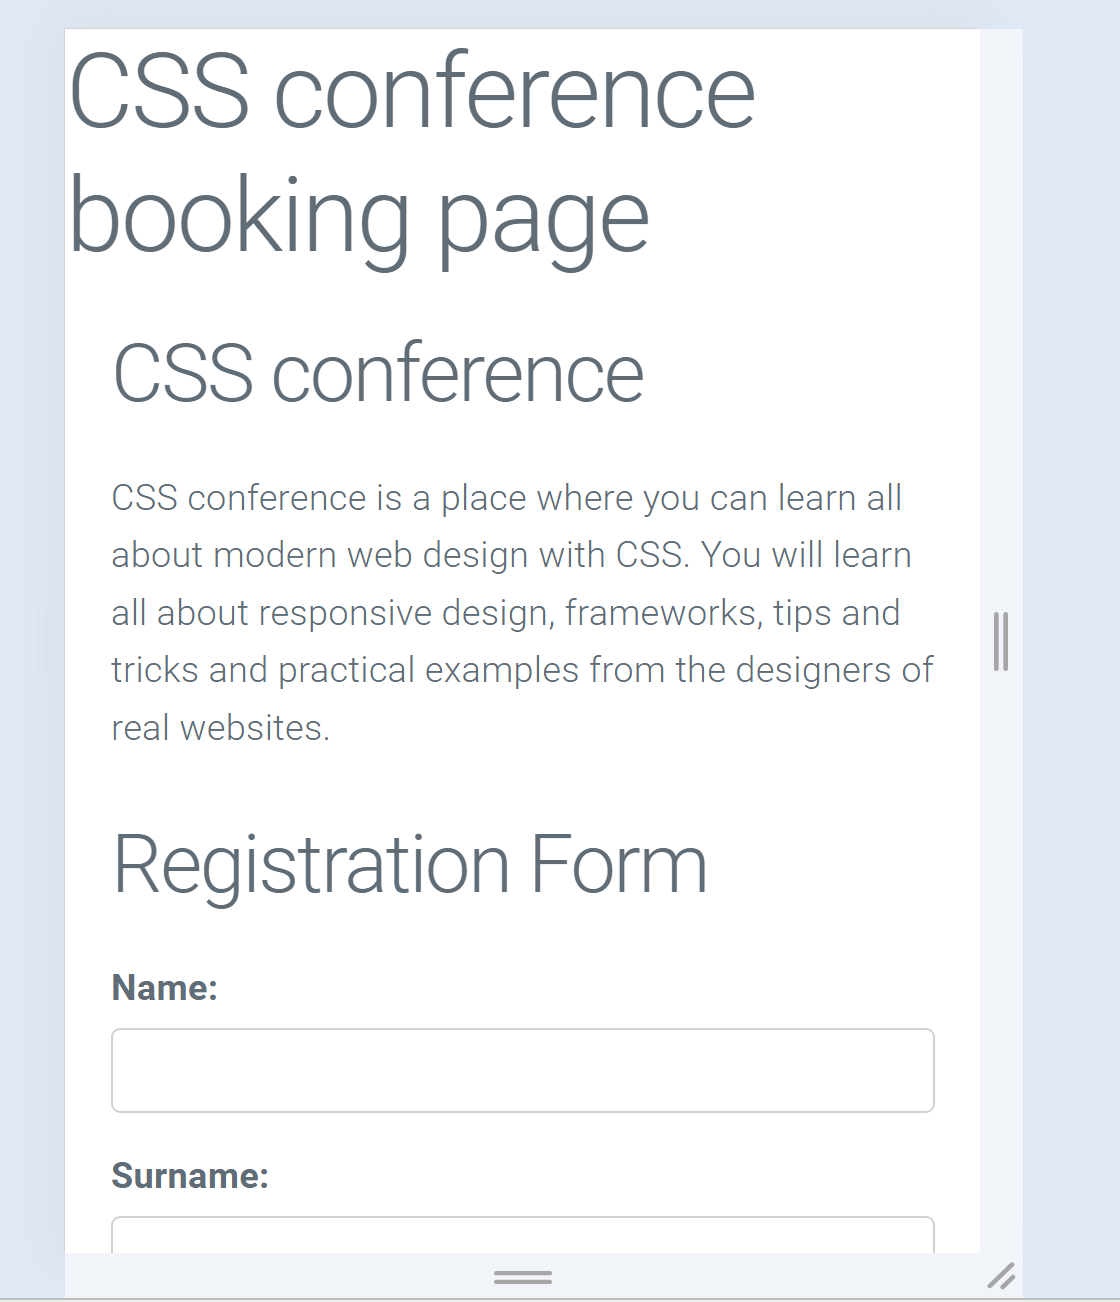 CSS conference
booking page
CSS conference
CSS conference is a place where you can learn all
about modern web design with CSS. You will learn
all about responsive design, frameworks, tips and
tricks and practical examples from the designers of
real websites.
Registration Form
Name:
Surname: